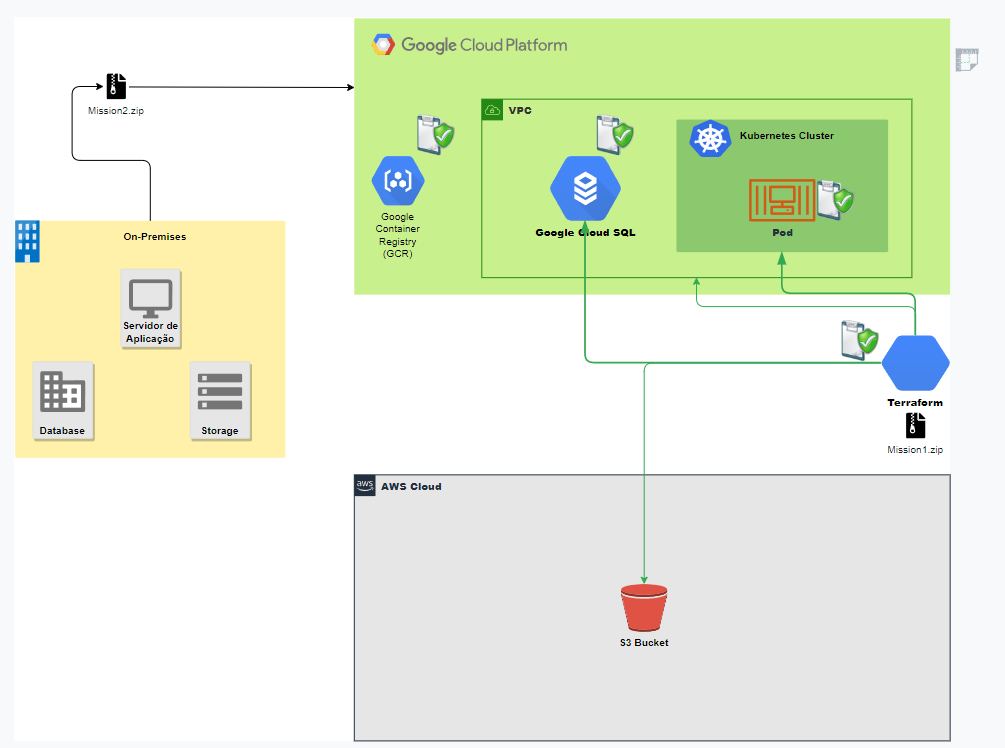 Google Cloud Platform
Mission2.zip
VPC
Kubernetes Cluster
Google
Container
Registry
(GCR)
Google Cloud SQL
Pod
On-Premises
Servidor de
Aplicação
Database
Storage
Terraform
Mission1.zip
aws
AWS Cloud
S3 Bucket